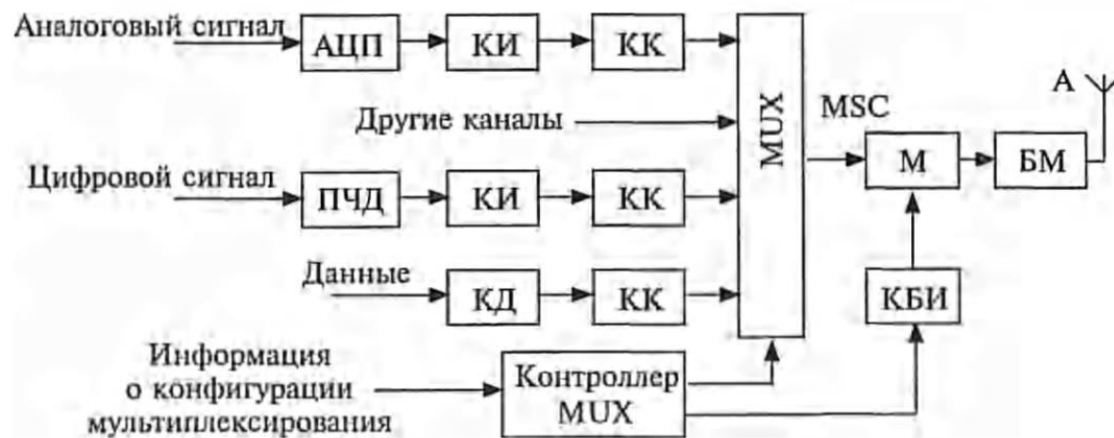 Аналоговый сигнал
АЦП
КИ
КК
Другие каналы
MUX
MSC
А
М
БМ
Цифровой сигнал
ПЧД
КИ
КК
Данные
КД
КК
КБИ
Информация
о конфигурации
мультиплексирования
Контроллер
MUX